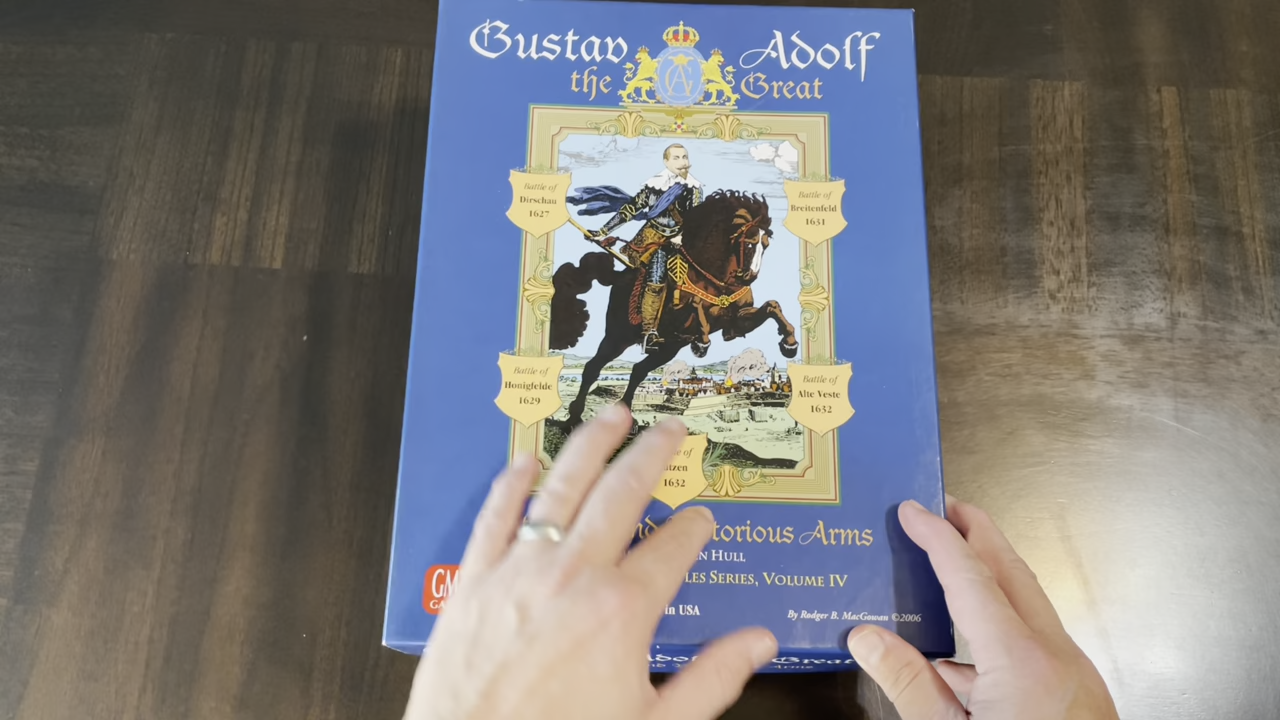 Gustav Adolf
the Great
Battle of
Dirschau
1627
Battle of
Breitenfeld
1631
Battle of
Honigfelde
1629
Battle of
Alte Veste
1632
of
1632
Arms
Hull
Series, Volume IV
in USA
By Rodger B. MacGowan ©2006